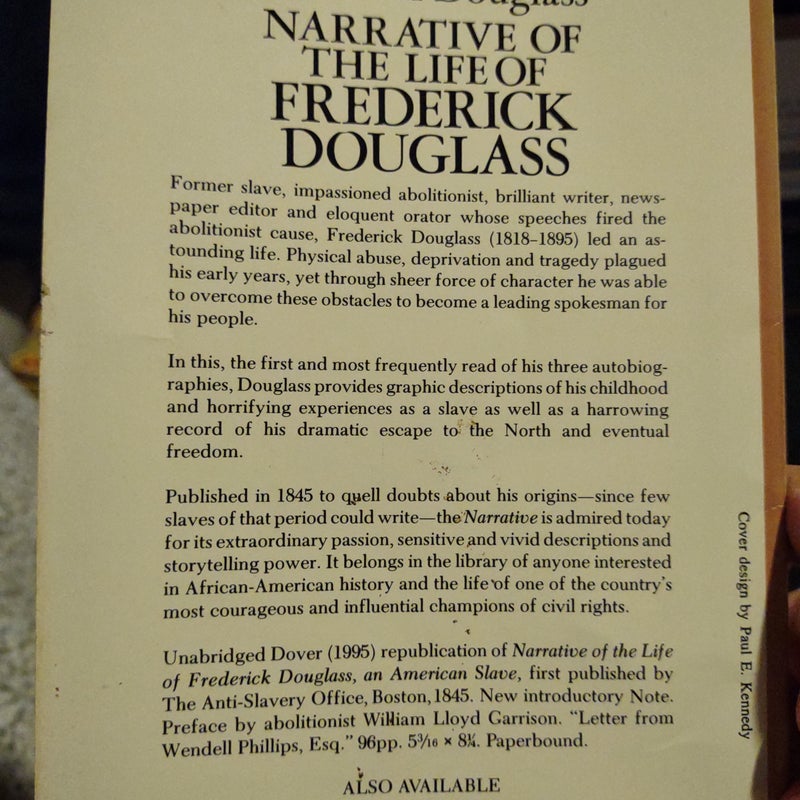 Douglass
NARRATIVE OF
THE LIFE OF
FREDERICK
DOUGLASS
Former slave, impassioned abolitionist, brilliant writer, news-
paper editor and eloquent orator whose speeches fired the
abolitionist cause, Frederick Douglass (1818–1895) led an as-
tounding life. Physical abuse, deprivation and tragedy plagued
his early years, yet through sheer force of character he was able
to overcome these obstacles to become a leading spokesman for
his people.
In this, the first and most frequently read of his three autobiog-
raphies, Douglass provides graphic descriptions of his childhood
and horrifying experiences as a slave as well as a harrowing
record of his dramatic escape to the North and eventual
freedom.
Published in 1845 to quell doubts about his origins—since few
slaves of that period could write—the Narrative is admired today
for its extraordinary passion, sensitive and vivid descriptions and
storytelling power. It belongs in the library of anyone interested
in African-American history and the life of one of the country's
most courageous and influential champions of civil rights.
Unabridged Dover (1995) republication of Narrative of the Life
of Frederick Douglass, an American Slave, first published by
The Anti-Slavery Office, Boston, 1845. New introductory Note.
Preface by abolitionist William Lloyd Garrison. "Letter from
Wendell Phillips, Esq." 96pp. 5³⁄₁₆ × 8¼. Paperbound.
ALSO AVAILABLE
Cover design by Paul E. Kennedy